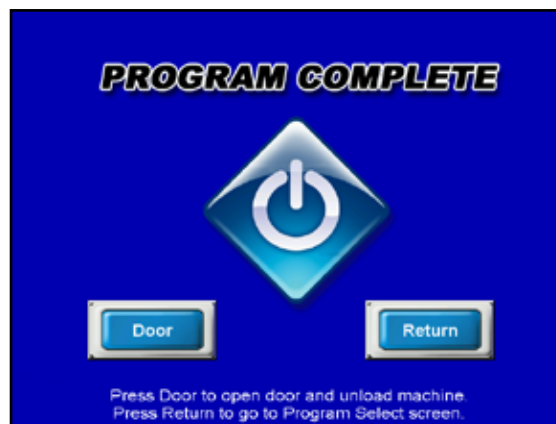 PROGRAM COMPLETE
Door
Return
Press Door to open door and unload machine.
Press Return to go to Program Select screen.